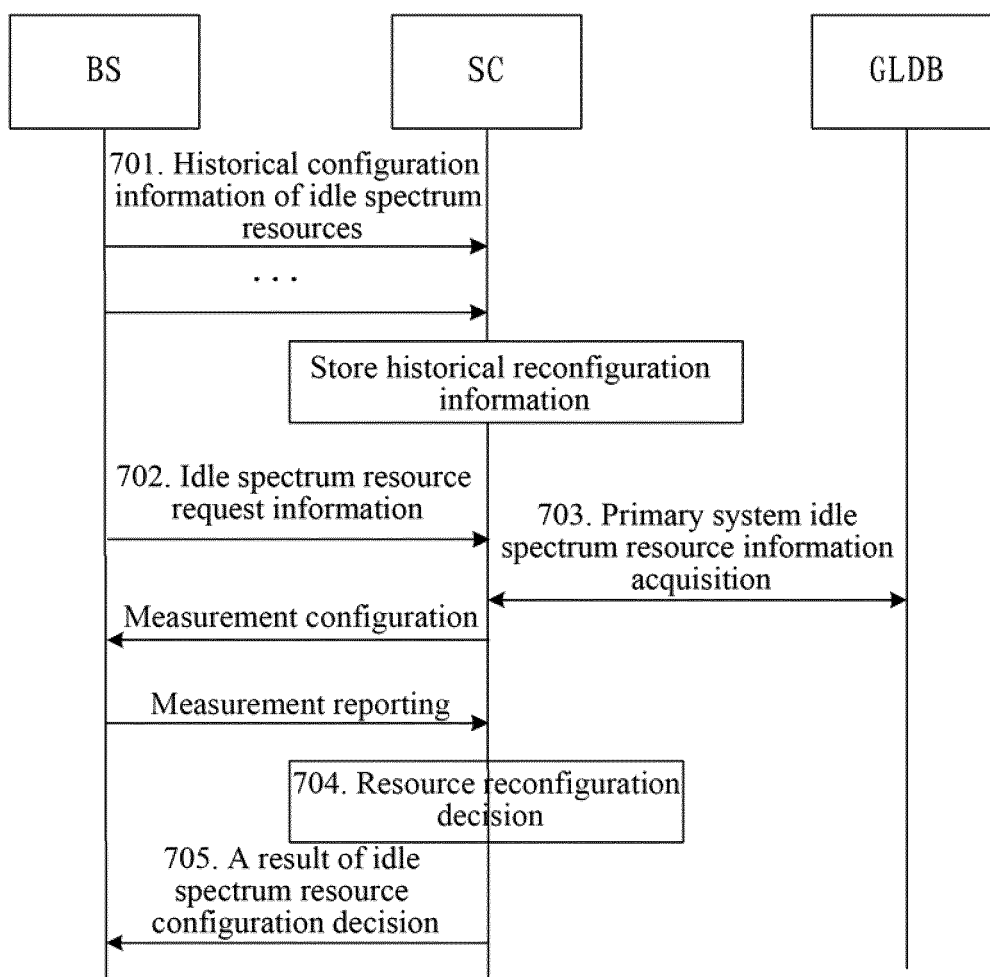 BS
SC
GLDB
701. Historical configuration
information of idle spectrum
resources
. . .
Store historical reconfiguration
information
702. Idle spectrum resource
request information
703. Primary system idle
spectrum resource information
acquisition
Measurement configuration
Measurement reporting
704. Resource reconfiguration
decision
705. A result of idle
spectrum resource
configuration decision